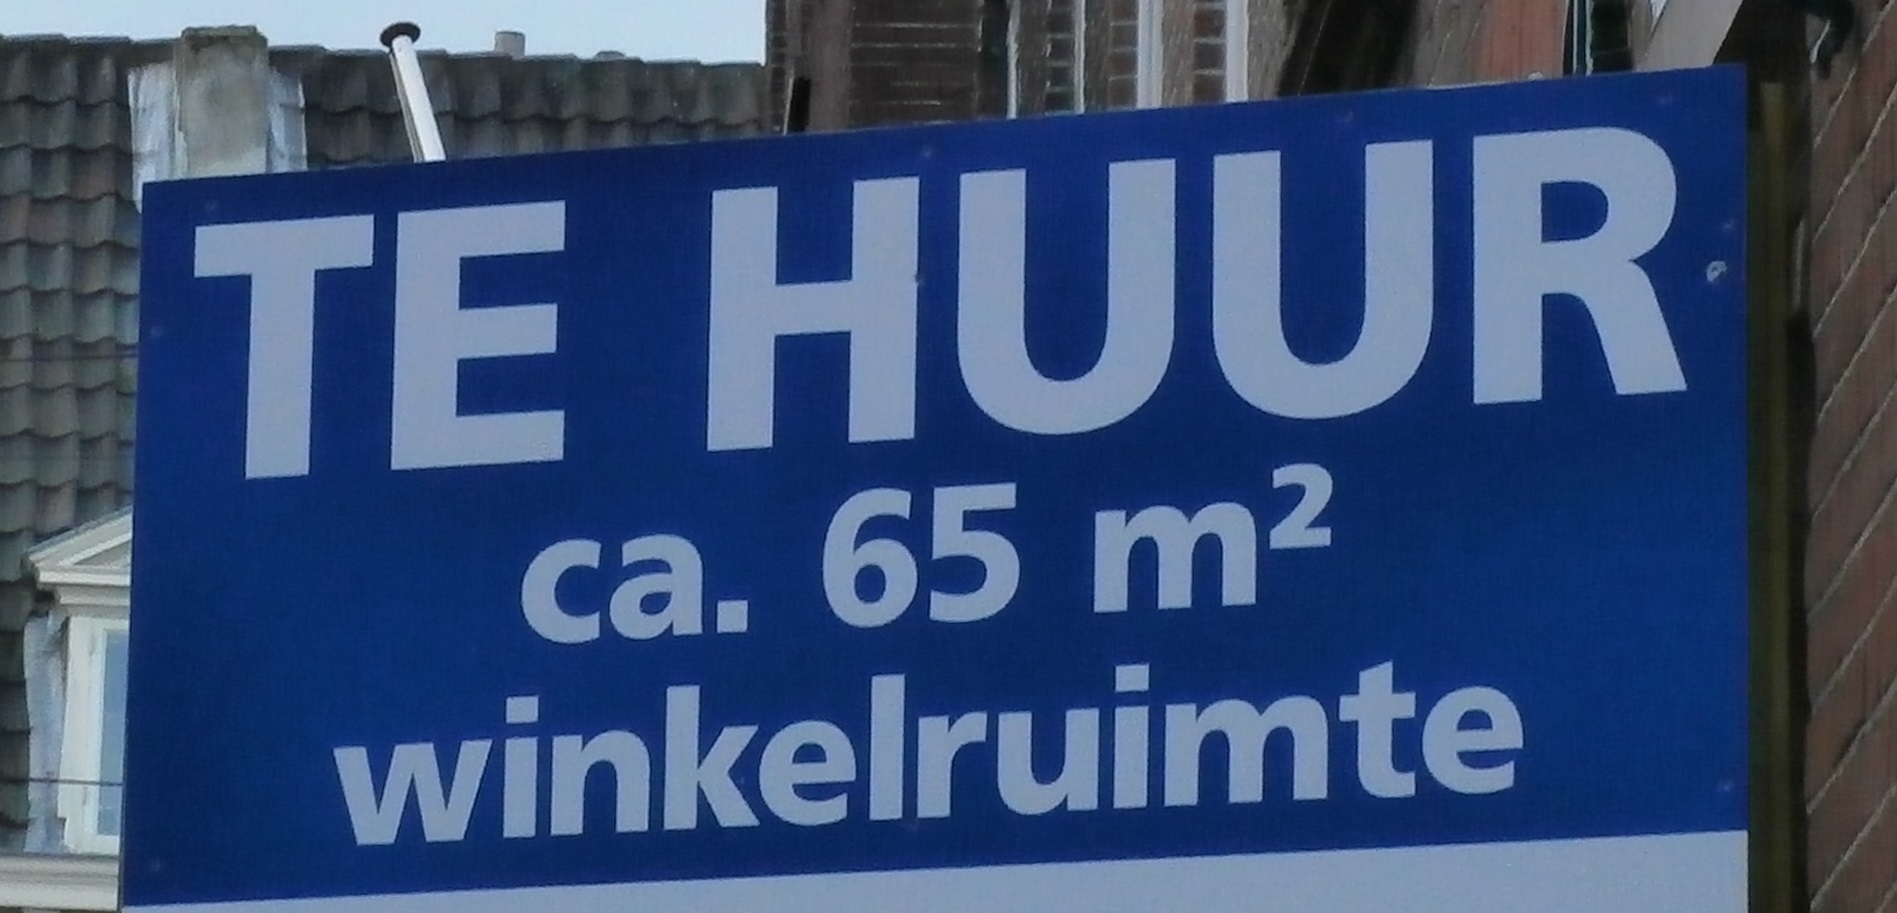 TE HUUR
ca. 65 m²
winkelruimte